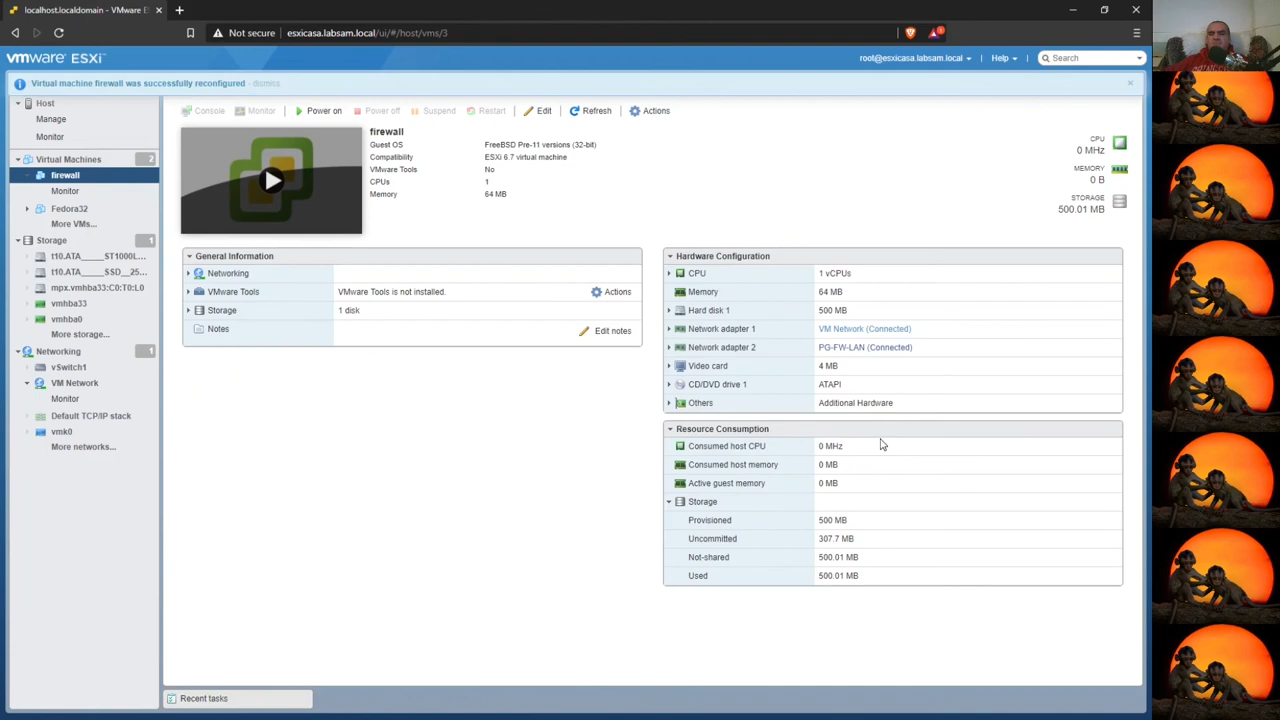 localhost.localdomain - VMware E
Not secure esxicasa.labsam.local/ui/#/host/vms/3
vmware ESXi
root@esxicasa.labsam.local Help Search
Virtual machine firewall was successfully reconfigured - dismiss
Host
Manage
Monitor
Virtual Machines 2
firewall
Monitor
Fedora32
More VMs...
Storage 1
t10.ATA_____ST1000L...
t10.ATA_____SSD__25...
mpx.vmhba33:C0:T0:L0
vmhba33
vmhba0
More storage...
Networking 1
vSwitch1
VM Network
Monitor
Default TCP/IP stack
vmk0
More networks...
Console Monitor Power on Power off Suspend Restart Edit Refresh Actions
firewall
Guest OS FreeBSD Pre-11 versions (32-bit)
Compatibility ESXi 6.7 virtual machine
VMware Tools No
CPUs 1
Memory 64 MB
CPU
0 MHz
MEMORY
0 B
STORAGE
500.01 MB
General Information
Networking
VMware Tools VMware Tools is not installed. Actions
Storage 1 disk
Notes Edit notes
Hardware Configuration
CPU 1 vCPUs
Memory 64 MB
Hard disk 1 500 MB
Network adapter 1 VM Network (Connected)
Network adapter 2 PG-FW-LAN (Connected)
Video card 4 MB
CD/DVD drive 1 ATAPI
Others Additional Hardware
Resource Consumption
Consumed host CPU 0 MHz
Consumed host memory 0 MB
Active guest memory 0 MB
Storage
Provisioned 500 MB
Uncommitted 307.7 MB
Not-shared 500.01 MB
Used 500.01 MB
Recent tasks